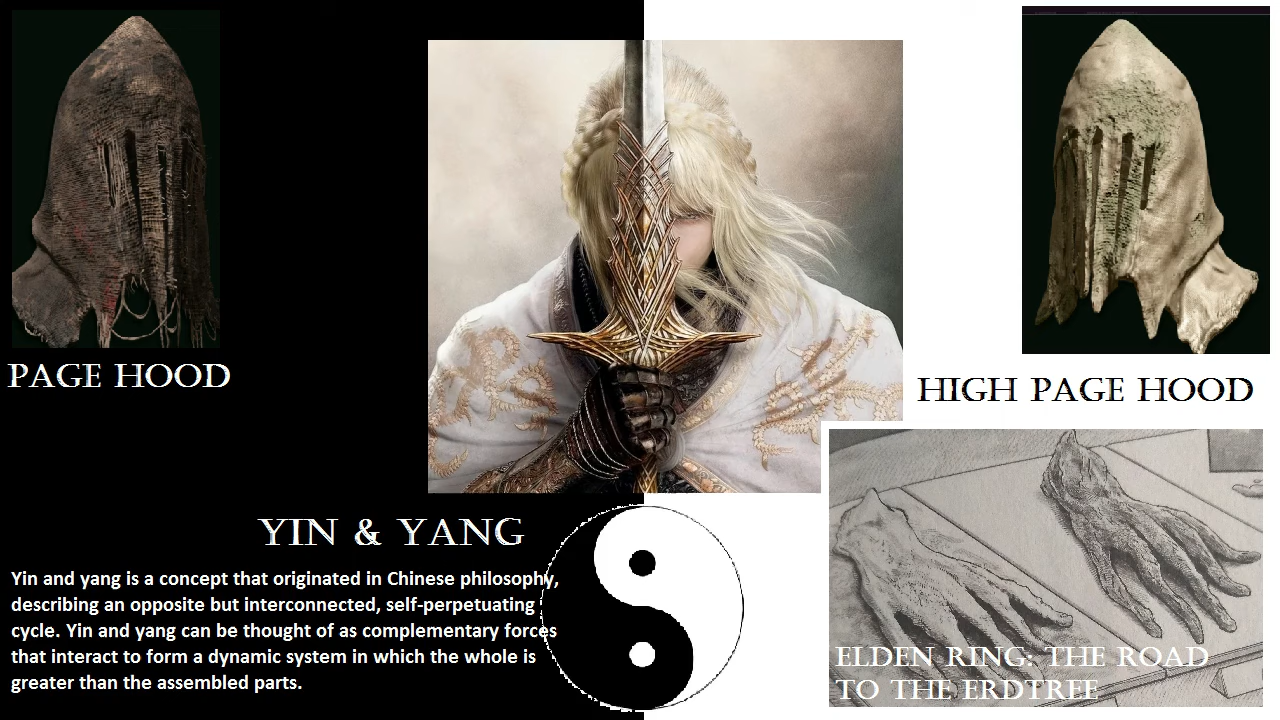 PAGE HOOD
HIGH PAGE HOOD
YIN & YANG
Yin and yang is a concept that originated in Chinese philosophy,
describing an opposite but interconnected, self-perpetuating
cycle. Yin and yang can be thought of as complementary forces
that interact to form a dynamic system in which the whole is
greater than the assembled parts.
ELDEN RING: THE ROAD
TO THE ERDTREE